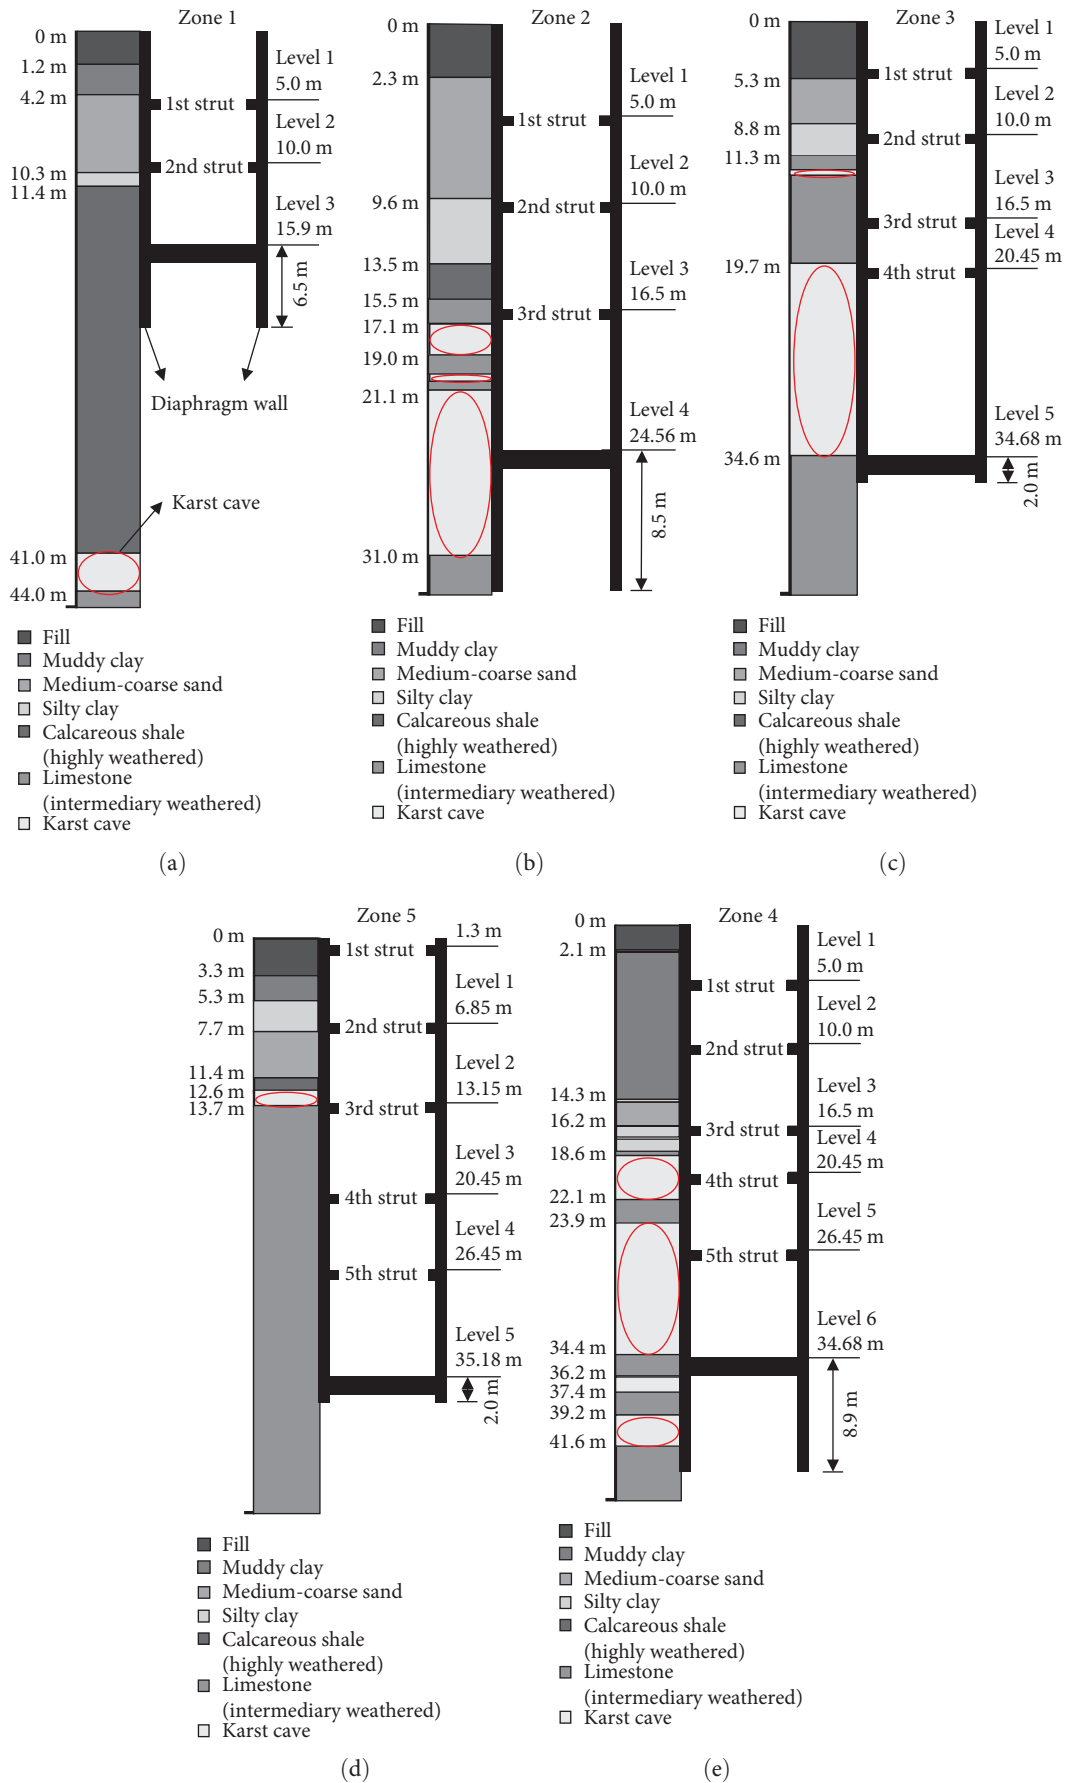 Zone 1
0 m
1.2 m
4.2 m
10.3 m
11.4 m
41.0 m
44.0 m
1st strut
2nd strut
Level 1
5.0 m
Level 2
10.0 m
Level 3
15.9 m
6.5 m
Diaphragm wall
Karst cave
Fill
Muddy clay
Medium-coarse sand
Silty clay
Calcareous shale
(highly weathered)
Limestone
(intermediary weathered)
Karst cave
(a)
Zone 2
0 m
2.3 m
9.6 m
13.5 m
15.5 m
17.1 m
19.0 m
21.1 m
31.0 m
1st strut
2nd strut
3rd strut
Level 1
5.0 m
Level 2
10.0 m
Level 3
16.5 m
Level 4
24.56 m
8.5 m
Fill
Muddy clay
Medium-coarse sand
Silty clay
Calcareous shale
(highly weathered)
Limestone
(intermediary weathered)
Karst cave
(b)
Zone 3
0 m
5.3 m
8.8 m
11.3 m
19.7 m
34.6 m
1st strut
2nd strut
3rd strut
4th strut
Level 1
5.0 m
Level 2
10.0 m
Level 3
16.5 m
Level 4
20.45 m
Level 5
34.68 m
2.0 m
Fill
Muddy clay
Medium-coarse sand
Silty clay
Calcareous shale
(highly weathered)
Limestone
(intermediary weathered)
Karst cave
(c)
Zone 5
0 m
3.3 m
5.3 m
7.7 m
11.4 m
12.6 m
13.7 m
1st strut
2nd strut
3rd strut
4th strut
5th strut
1.3 m
Level 1
6.85 m
Level 2
13.15 m
Level 3
20.45 m
Level 4
26.45 m
Level 5
35.18 m
2.0 m
Fill
Muddy clay
Medium-coarse sand
Silty clay
Calcareous shale
(highly weathered)
Limestone
(intermediary weathered)
Karst cave
(d)
Zone 4
0 m
2.1 m
14.3 m
16.2 m
18.6 m
22.1 m
23.9 m
34.4 m
36.2 m
37.4 m
39.2 m
41.6 m
1st strut
2nd strut
3rd strut
4th strut
5th strut
Level 1
5.0 m
Level 2
10.0 m
Level 3
16.5 m
Level 4
20.45 m
Level 5
26.45 m
Level 6
34.68 m
8.9 m
Fill
Muddy clay
Medium-coarse sand
Silty clay
Calcareous shale
(highly weathered)
Limestone
(intermediary weathered)
Karst cave
(e)